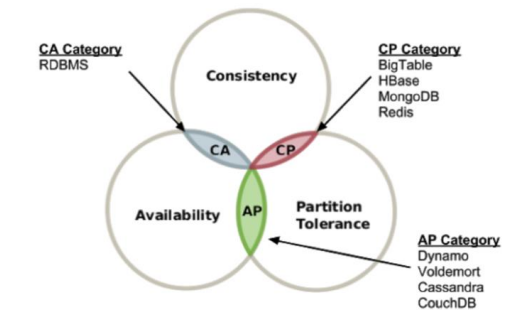 CA Category
RDBMS
Consistency
CP Category
BigTable
HBase
MongoDB
Redis
CA
CP
Availability
AP
Partition
Tolerance
AP Category
Dynamo
Voldemort
Cassandra
CouchDB